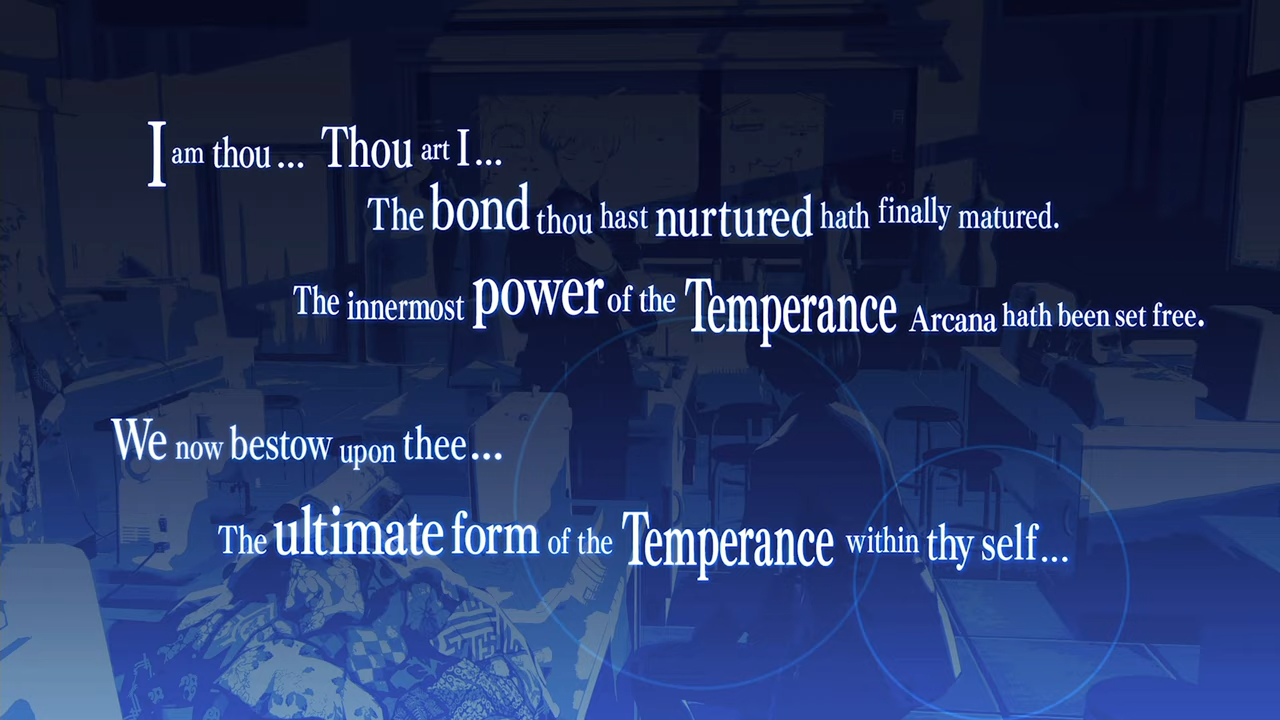 I am thou... Thou art I...
The bond thou hast nurtured hath finally matured.
The innermost power of the Temperance Arcana hath been set free.
We now bestow upon thee...
The ultimate form of the Temperance within thy self...